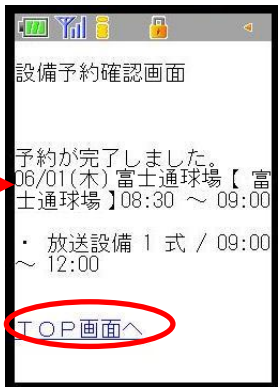 設備予約確認画面
予約が完了しました。
06/01(木)富士通球場【 富
士通球場】08:30 ～ 09:00
・ 放送設備 1 式 / 09:00
～ 12:00
ＴＯＰ画面へ